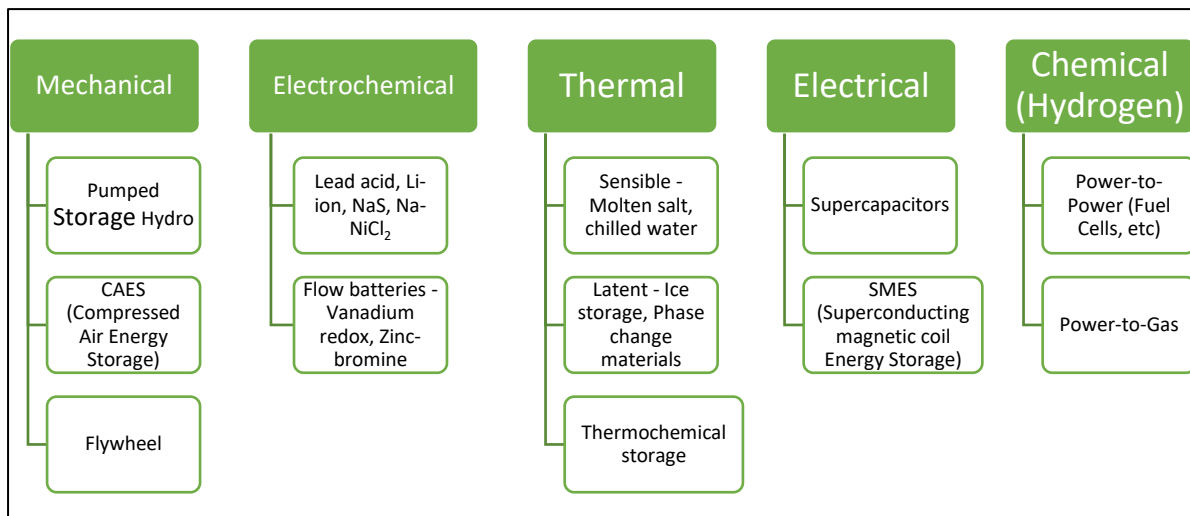 Mechanical
Pumped
Storage Hydro
CAES
(Compressed
Air Energy
Storage)
Flywheel
Electrochemical
Lead acid, Li-
ion, NaS, Na-
NiCl₂
Flow batteries -
Vanadium
redox, Zinc-
bromine
Thermal
Sensible -
Molten salt,
chilled water
Latent - Ice
storage, Phase
change
materials
Thermochemical
storage
Electrical
Supercapacitors
SMES
(Superconducting
magnetic coil
Energy Storage)
Chemical
(Hydrogen)
Power-to-
Power (Fuel
Cells, etc)
Power-to-Gas